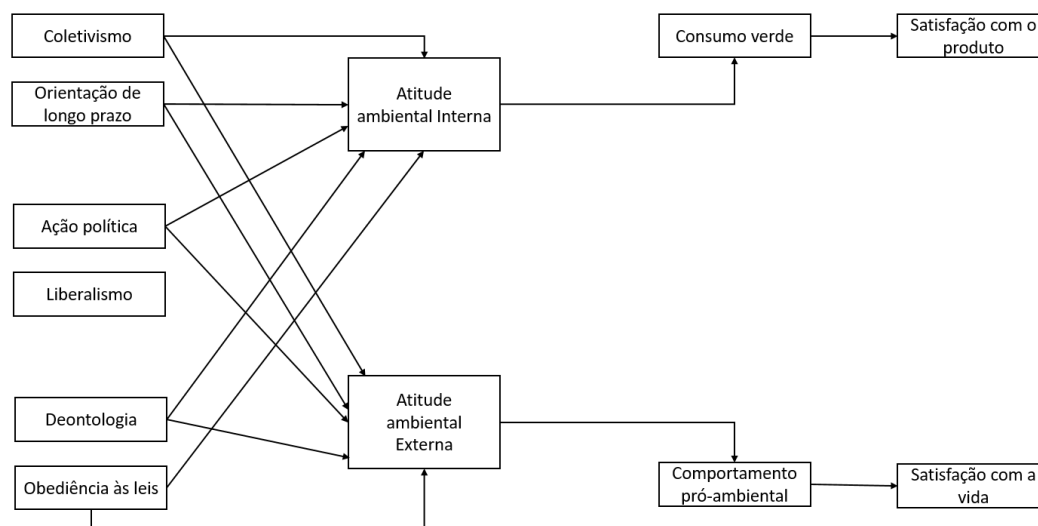 Coletivismo
Orientação de
longo prazo
Ação política
Liberalismo
Deontologia
Obediência às leis
Atitude
ambiental Interna
Atitude
ambiental
Externa
Consumo verde
Satisfação com o
produto
Comportamento
pró-ambiental
Satisfação com a
vida